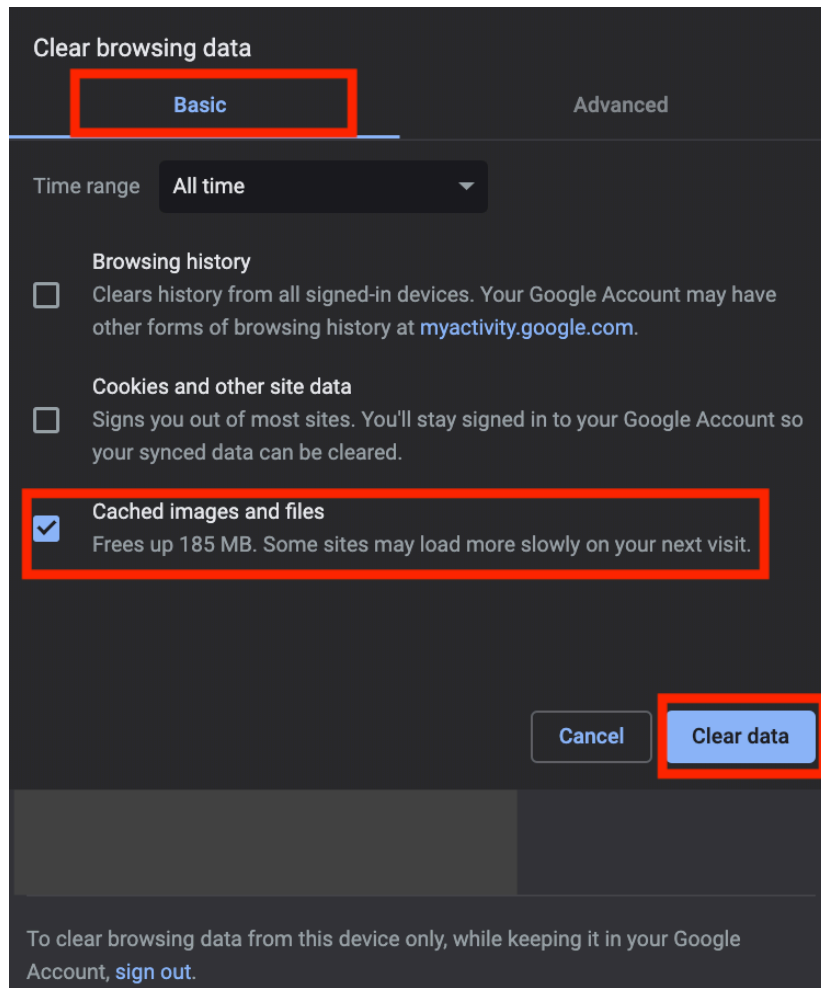 Clear browsing data
Basic
Advanced
Time range
All time
Browsing history
Clears history from all signed-in devices. Your Google Account may have
other forms of browsing history at myactivity.google.com.
Cookies and other site data
Signs you out of most sites. You'll stay signed in to your Google Account so
your synced data can be cleared.
Cached images and files
Frees up 185 MB. Some sites may load more slowly on your next visit.
Cancel
Clear data
To clear browsing data from this device only, while keeping it in your Google
Account, sign out.